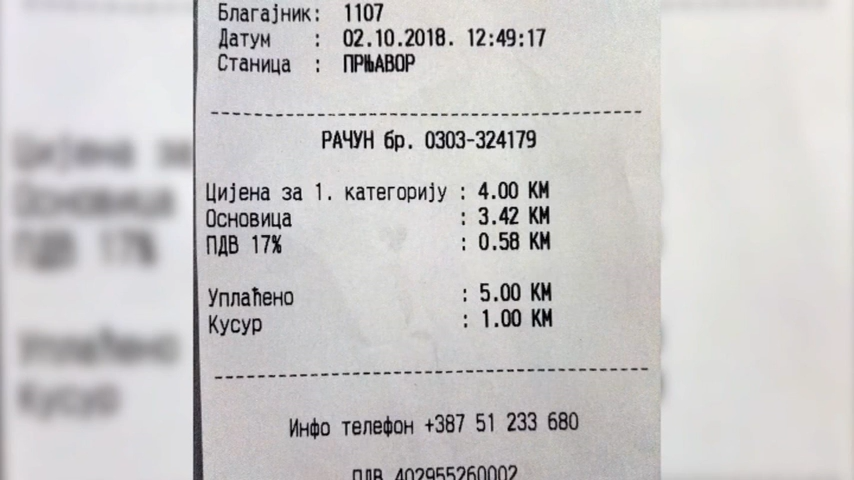 Благајник: 1107
Датум : 02.10.2018. 12:49:17
Станица : ПРЊАВОР
РАЧУН бр. 0303-324179
Цијена за 1. категорију : 4.00 КМ
Основица : 3.42 КМ
ПДВ 17% : 0.58 КМ
Уплаћено : 5.00 КМ
Кусур : 1.00 КМ
Инфо телефон +387 51 233 680
ПДВ 402955260002